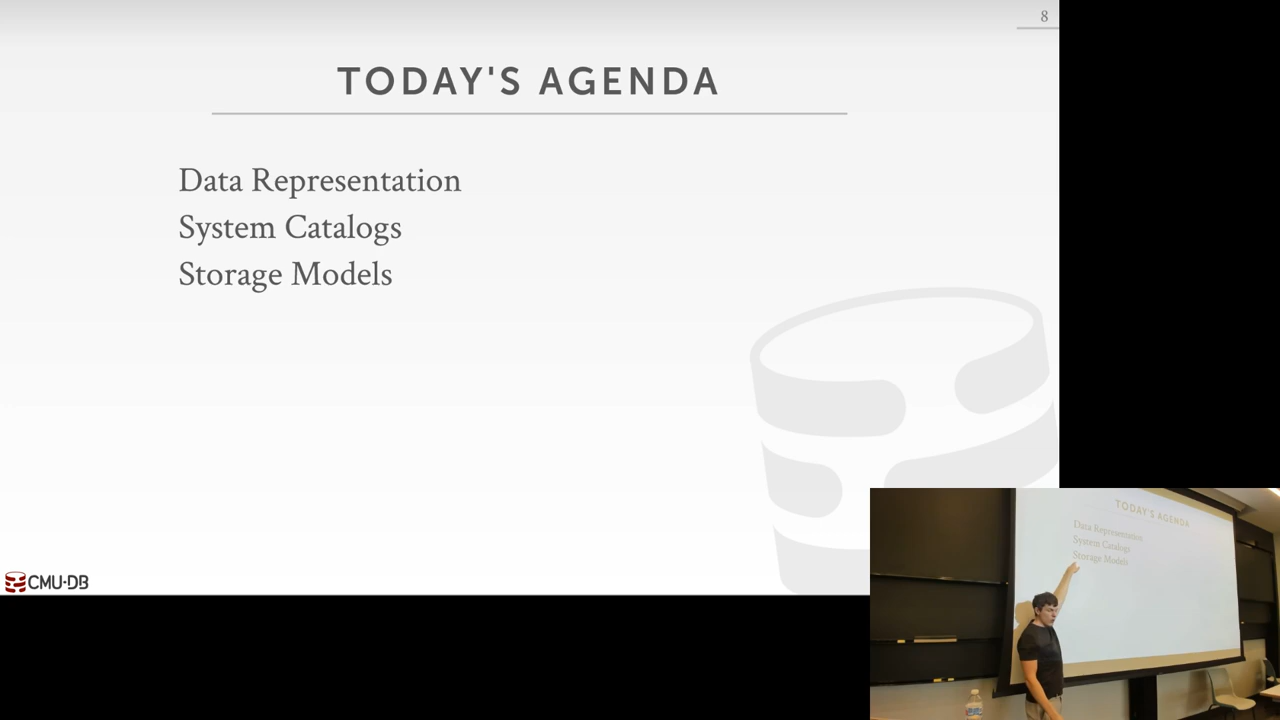 8
TODAY'S AGENDA
Data Representation
System Catalogs
Storage Models
CMU·DB
TODAY'S AGENDA
Data Representation
System Catalogs
Storage Models